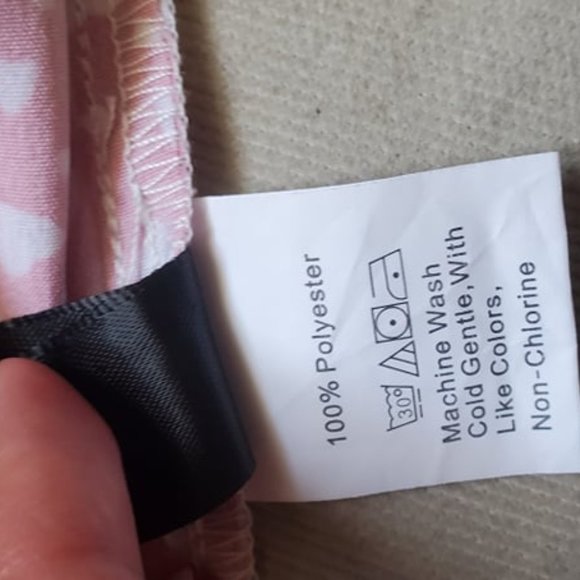 100% Polyester
30°
Machine Wash
Cold Gentle,With
Like Colors,
Non-Chlorine